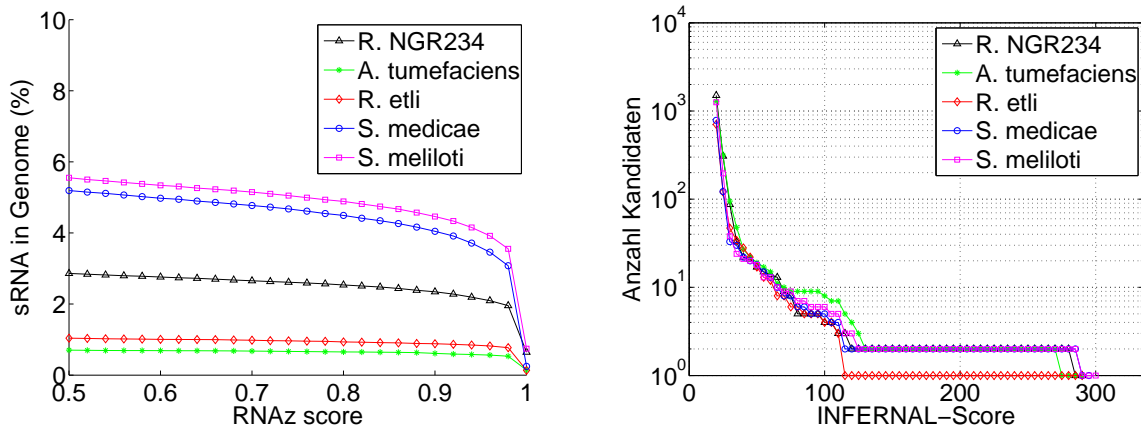 10
8
6
4
2
0
sRNA in Genome (%)
0.5 0.6 0.7 0.8 0.9 1
RNAz score
R. NGR234
A. tumefaciens
R. etli
S. medicae
S. meliloti
10^4
10^3
10^2
10^1
10^0
Anzahl Kandidaten
0 100 200 300
INFERNAL−Score
R. NGR234
A. tumefaciens
R. etli
S. medicae
S. meliloti